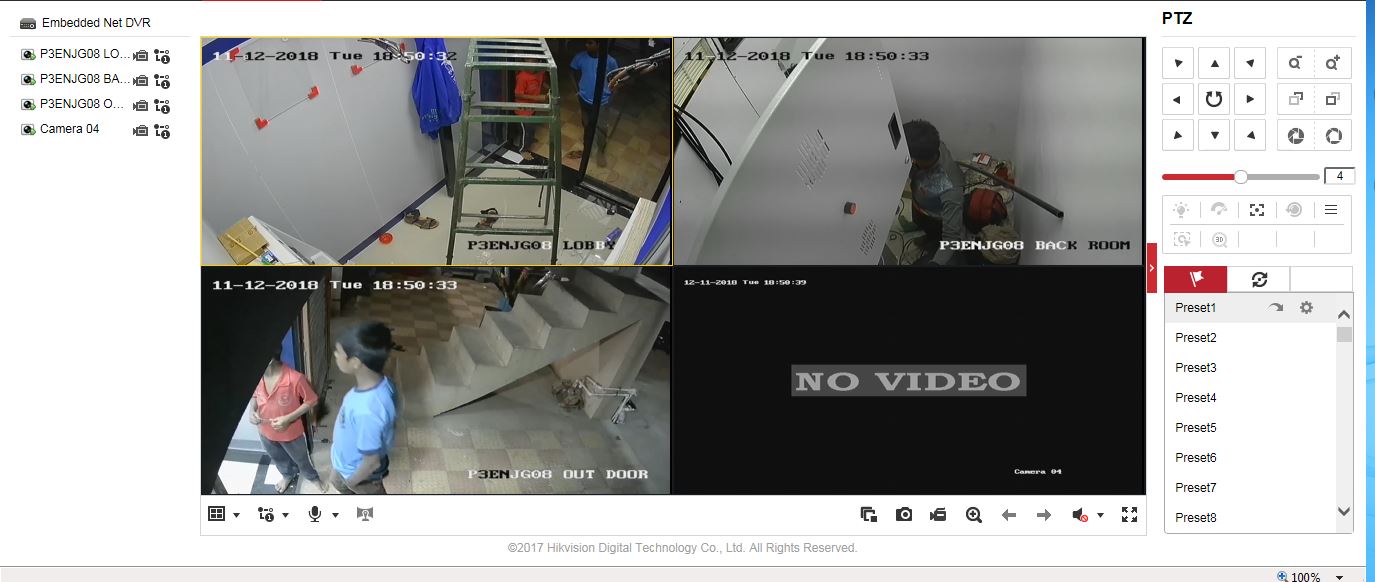 Embedded Net DVR
P3ENJG08 LO...
P3ENJG08 BA...
P3ENJG08 O...
Camera 04
11-12-2018 Tue 18:50:32
P3ENJG08 LOBBY
11-12-2018 Tue 18:50:33
P3ENJG08 BACK ROOM
11-12-2018 Tue 18:50:33
P3ENJG08 OUT DOOR
12-11-2018 Tue 18:50:39
NO VIDEO
Camera 04
PTZ
4
3D
Preset1
Preset2
Preset3
Preset4
Preset5
Preset6
Preset7
Preset8
©2017 Hikvision Digital Technology Co., Ltd. All Rights Reserved.
100%